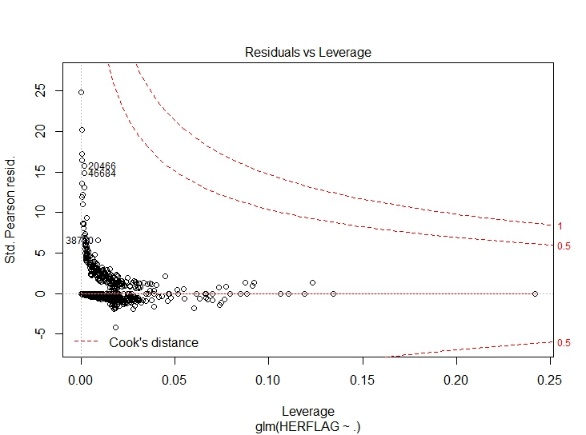 Residuals vs Leverage
Std. Pearson resid.
25
20
15
10
5
0
-5
20466
46684
1
0.5
0.5
Cook's distance
0.00 0.05 0.10 0.15 0.20 0.25
Leverage
glm(HERFLAG ~ .)